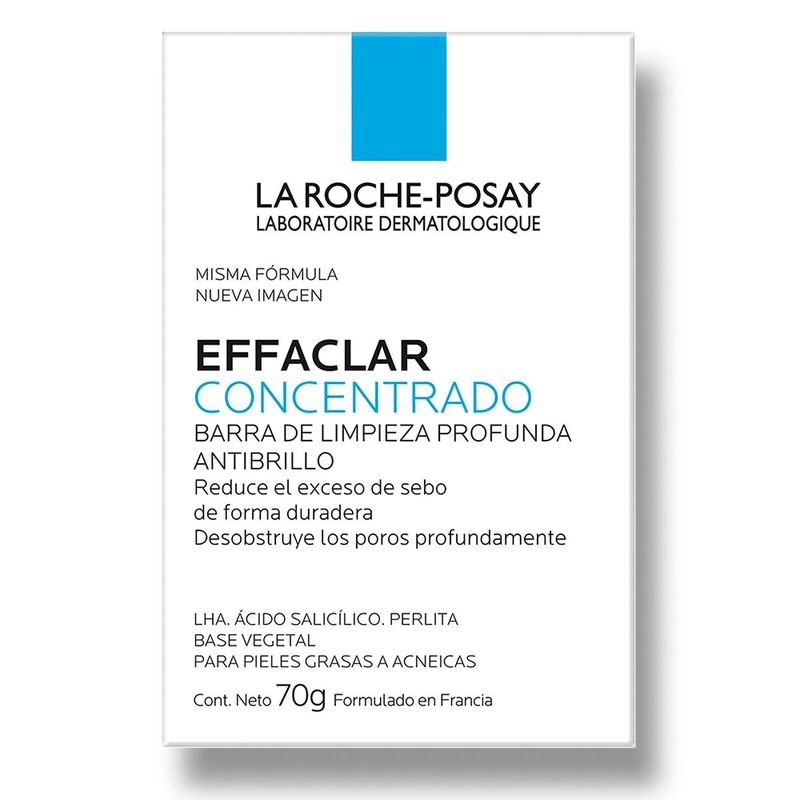 LA ROCHE-POSAY
LABORATOIRE DERMATOLOGIQUE
MISMA FÓRMULA
NUEVA IMAGEN
EFFACLAR
CONCENTRADO
BARRA DE LIMPIEZA PROFUNDA
ANTIBRILLO
Reduce el exceso de sebo
de forma duradera
Desobstruye los poros profundamente
LHA. ÁCIDO SALICÍLICO. PERLITA
BASE VEGETAL
PARA PIELES GRASAS A ACNEICAS
Cont. Neto 70g Formulado en Francia